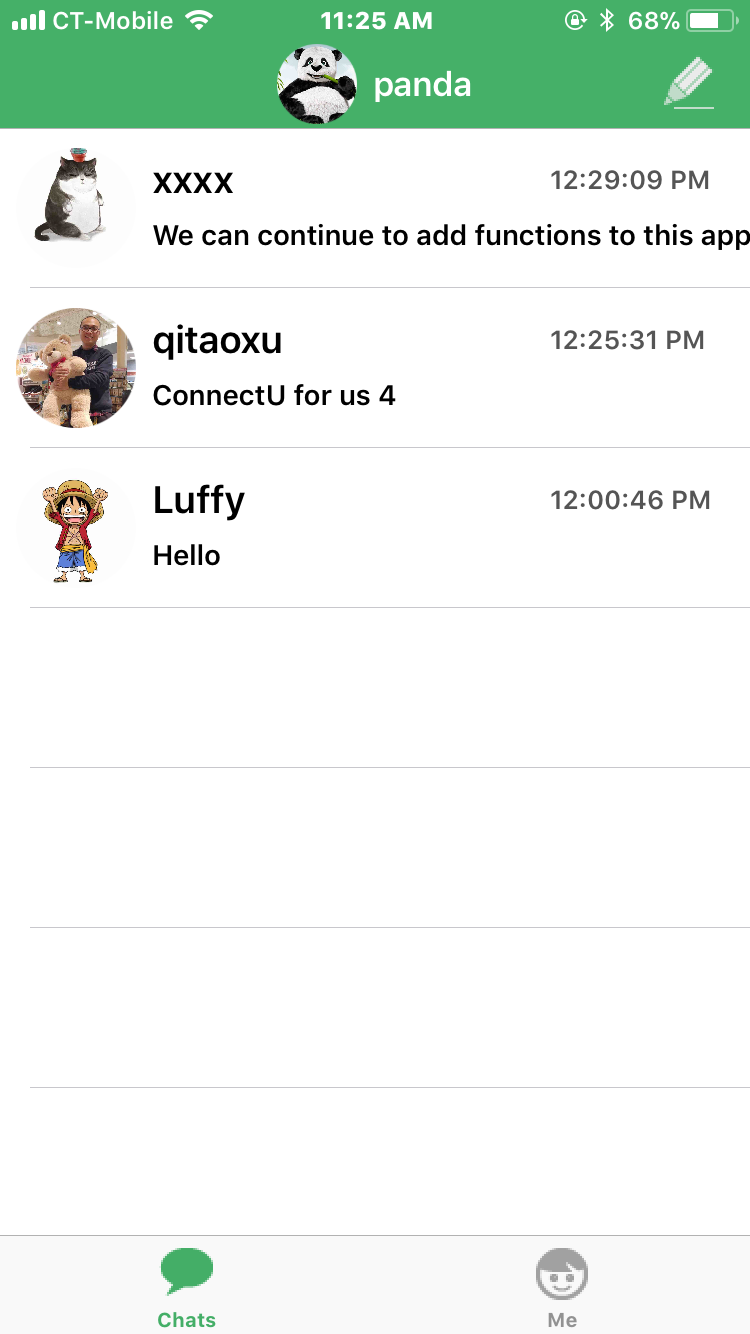 CT-Mobile 11:25 AM 68%
panda
xxxx 12:29:09 PM
We can continue to add functions to this app
qitaoxu 12:25:31 PM
ConnectU for us 4
Luffy 12:00:46 PM
Hello
Chats Me